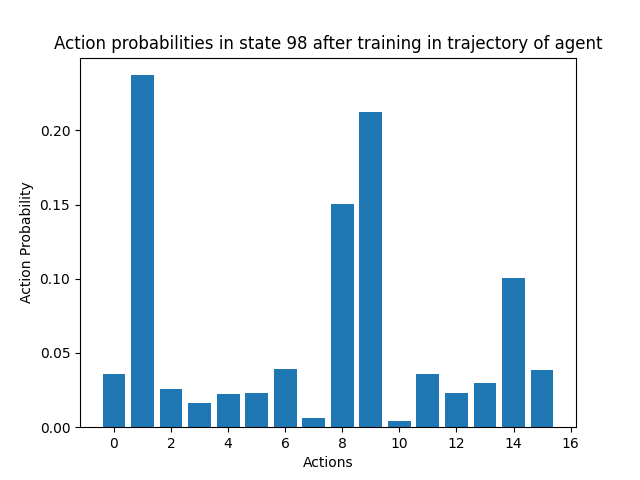 Action probabilities in state 98 after training in trajectory of agent
0.20
0.15
0.10
0.05
0.00
Action Probability
0 2 4 6 8 10 12 14 16
Actions